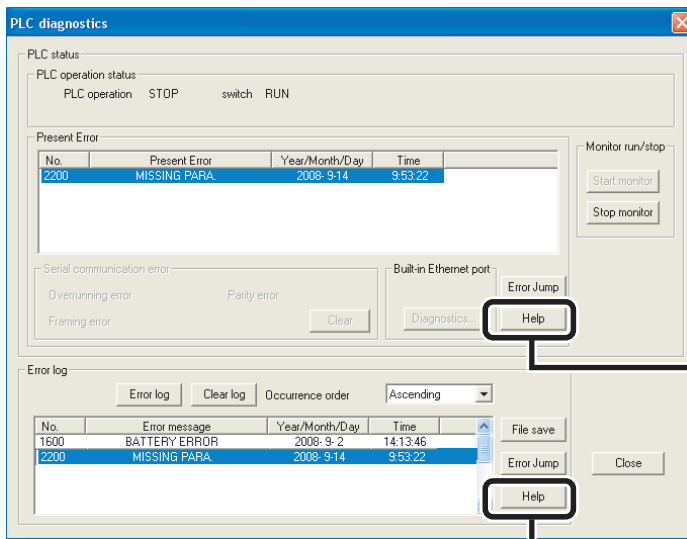 PLC diagnostics
PLC status
PLC operation status
PLC operation STOP switch RUN
Present Error
No. Present Error Year/Month/Day Time
2200 MISSING PARA. 2008- 9-14 9:53:22
Monitor run/stop
Start monitor
Stop monitor
Serial communication error
Overrunning error Parity error
Framing error Clear
Built-in Ethernet port
Diagnostics...
Error Jump
Help
Error log
Error log Clear log Occurrence order Ascending
No. Error message Year/Month/Day Time
1600 BATTERY ERROR 2008- 9- 2 14:13:46
2200 MISSING PARA. 2008- 9-14 9:53:22
File save
Error Jump
Help
Close